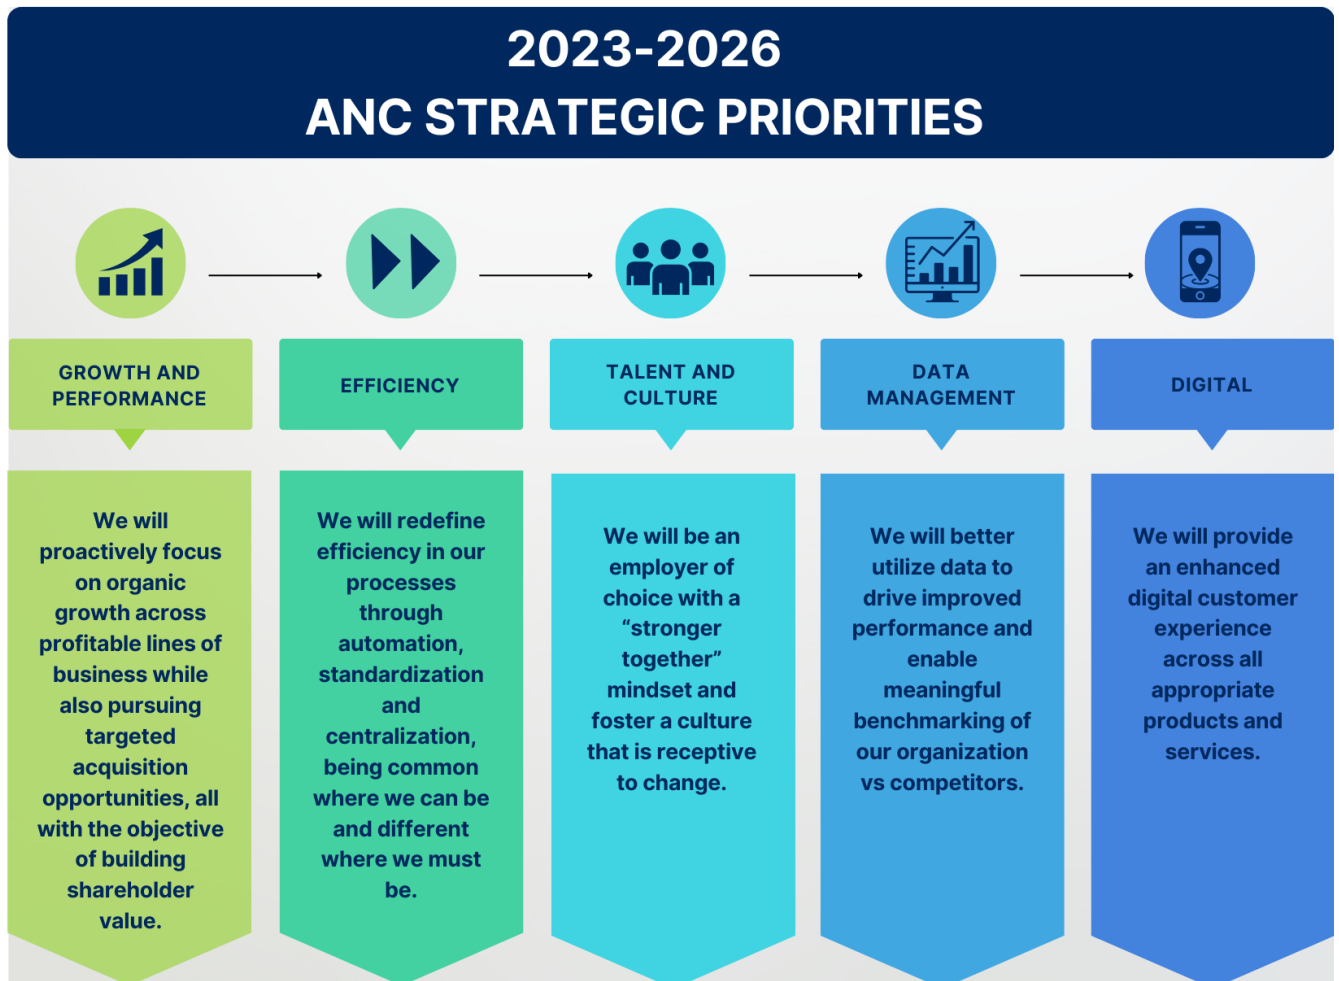 2023-2026
ANC STRATEGIC PRIORITIES
GROWTH AND
PERFORMANCE
EFFICIENCY
TALENT AND
CULTURE
DATA
MANAGEMENT
DIGITAL
We will
proactively focus
on organic
growth across
profitable lines of
business while
also pursuing
targeted
acquisition
opportunities, all
with the objective
of building
shareholder
value.
We will redefine
efficiency in our
processes
through
automation,
standardization
and
centralization,
being common
where we can be
and different
where we must
be.
We will be an
employer of
choice with a
“stronger
together”
mindset and
foster a culture
that is receptive
to change.
We will better
utilize data to
drive improved
performance and
enable
meaningful
benchmarking of
our organization
vs competitors.
We will provide
an enhanced
digital customer
experience
across all
appropriate
products and
services.